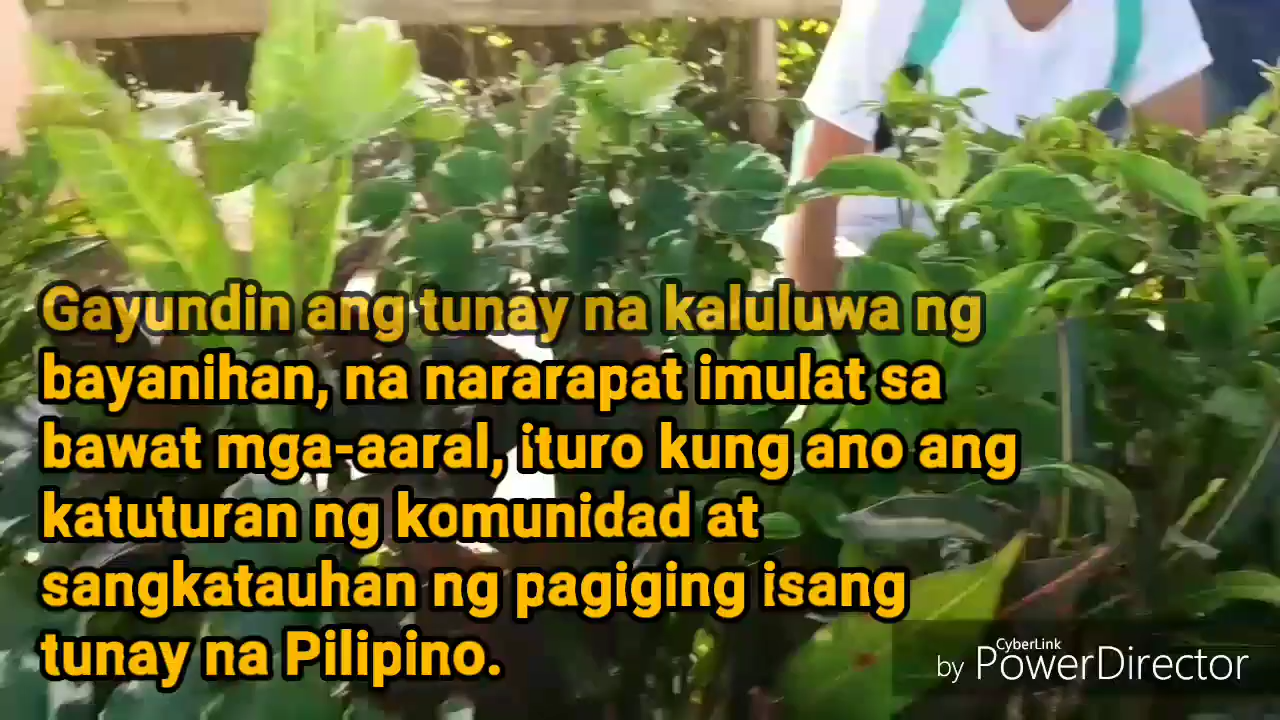 Gayundin ang tunay na kaluluwa ng
bayanihan, na nararapat imulat sa
bawat mga-aaral, ituro kung ano ang
katuturan ng komunidad at
sangkatauhan ng pagiging isang
tunay na Pilipino.
CyberLink
by PowerDirector